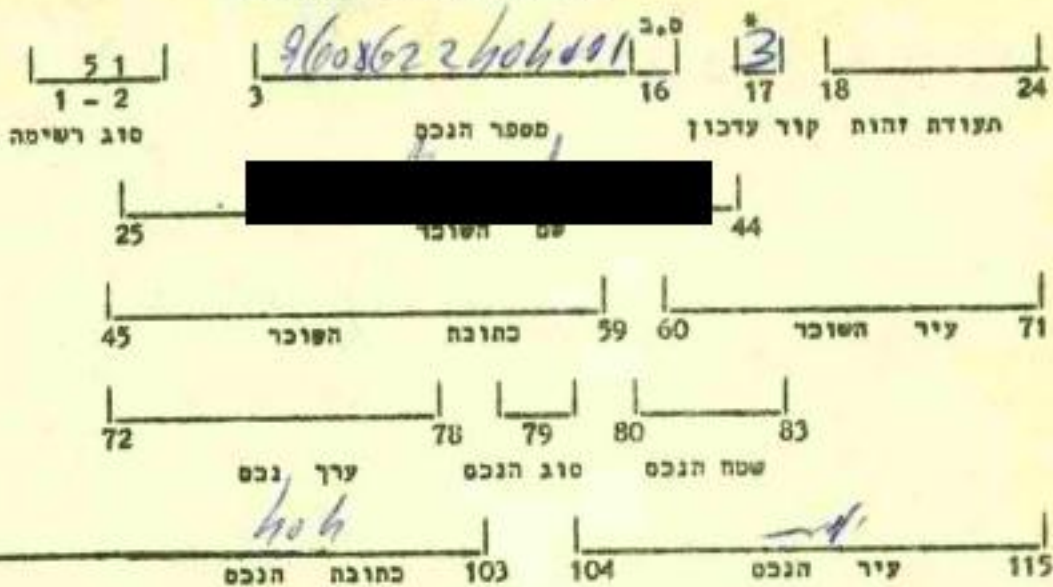 51 9608622404001 ס.ב * 3
1-2 3 16 17 18 24
סוג רשימה מספר הנכס קוד עדכון תעודת זהות
25 שם השוכר 44
45 כתובת השוכר 59 60 עיר השוכר 71
72 78 79 80 83
ערך נכס סוג הנכס שטח הנכס
404
כתובת הנכס 103 104 עיר הנכס 115